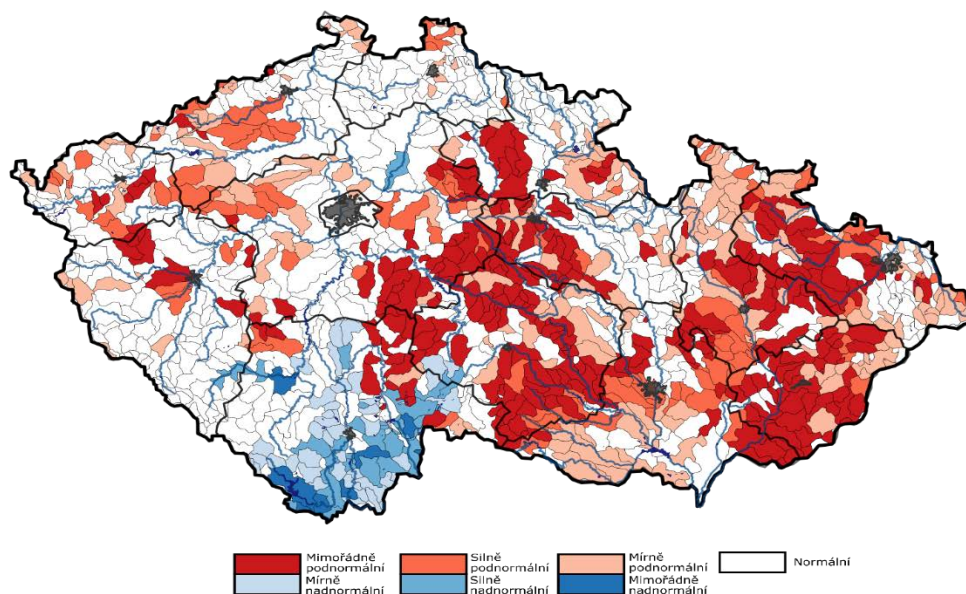 Mimořádně
podnormální
Silně
podnormální
Mírně
podnormální
Normální
Mírně
nadnormální
Silně
nadnormální
Mimořádně
nadnormální